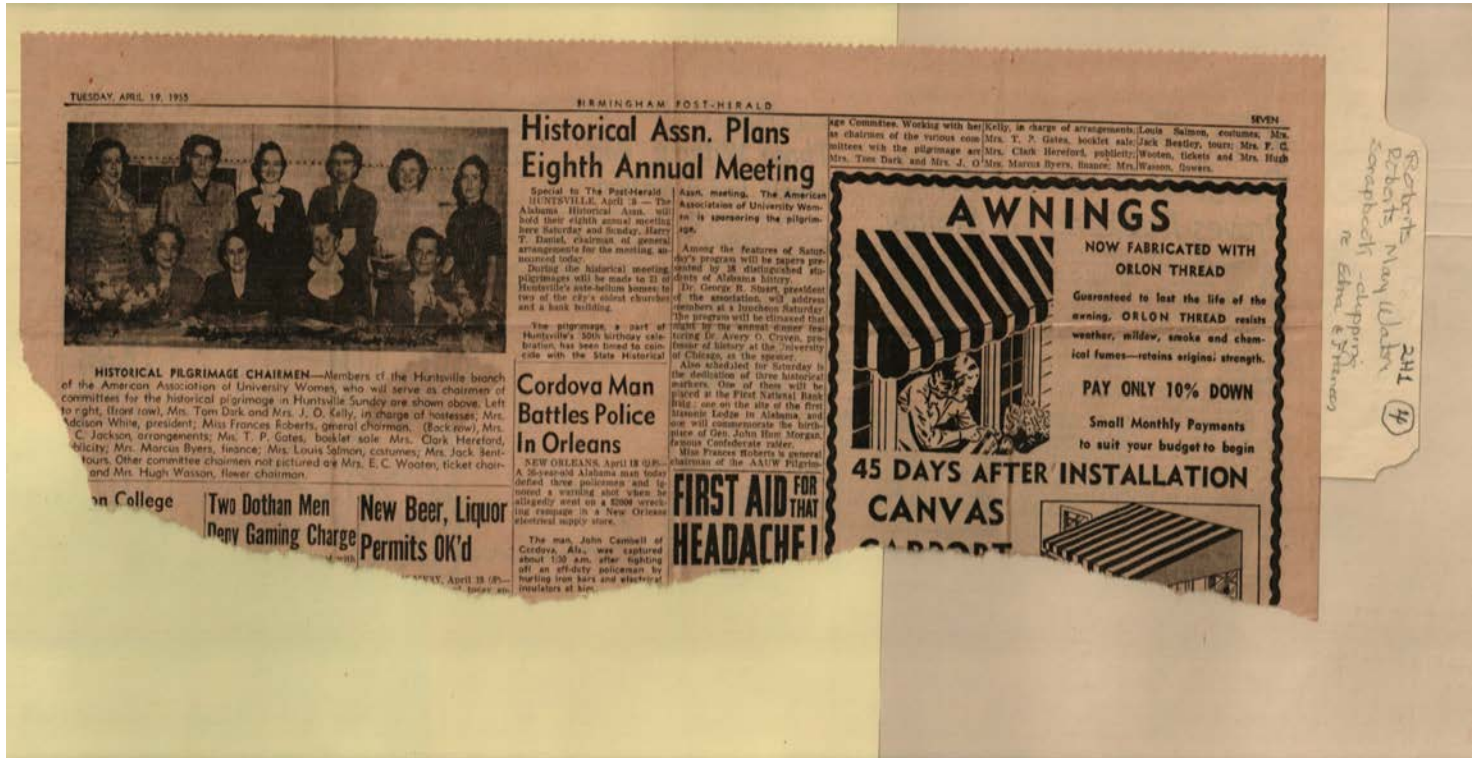 TUESDAY, APRIL 19, 1955
BIRMINGHAM POST-HERALD
SEVEN
HISTORICAL PILGRIMAGE CHAIRMEN—Members of the Huntsville branch
of the American Association of University Women, who will serve as chairmen of
committees for the historical pilgrimage in Huntsville Sunday are shown above. Left
to right, (front row), Mrs. Tom Dark and Mrs. J. O. Kelly, in charge of hostesses; Mrs.
Addison White, president; Miss Frances Roberts, general chairman. (Back row), Mrs.
C. Jackson, arrangements; Mrs. T. P. Gates, booklet sale Mrs. Clark Hereford,
blicity; Mrs. Marcus Byers, finance; Mrs. Louis Salmon, costumes; Mrs. Jack Bent-
tours. Other committee chairmen not pictured are Mrs. E. C. Wooten, ticket chair-
and Mrs. Hugh Wasson, flower chairman.
on College
Two Dothan Men
Deny Gaming Charge
New Beer, Liquor
Permits OK'd
April 18 (AP)—
Historical Assn. Plans
Eighth Annual Meeting
Special to The Post-Herald
HUNTSVILLE, April 18 — The
Alabama Historical Assn. will
hold their eighth annual meeting
here Saturday and Sunday, Harry
T. Daniel, chairman of general
arrangements for the meeting, an-
nounced today.
During the historical meeting
pilgrimages will be made to 21 of
Huntsville's ante-bellum homes; to
two of the city's oldest churches
and a bank building.
The pilgrimage, a part of
Huntsville's 150th birthday cele-
bration, has been timed to coin-
cide with the State Historical
Assn. meeting. The American
Associatoin of University Wom-
en is sponsoring the pilgrim-
age.
Among the features of Satur-
day's program will be papers pre-
sented by 18 distinguished stu-
dents of Alabama history.
Dr. George R. Stuart, president
of the association, will address
members at a luncheon Saturday.
The program will be climaxed that
night by the annual dinner fea-
turing Dr. Avery O. Craven, pro-
fessor of history at the University
of Chicago, as the speaker.
Also scheduled for Saturday is
the dedication of three historical
markers. One of them will be
placed at the First National Bank
Bldg.; one on the site of the first
Masonic Lodge in Alabama, and
one will commemorate the birth-
place of Gen. John Hunt Morgan,
famous Confederate raider.
Miss Frances Roberts is general
chairman of the AAUW Pilgrim-
age Committee. Working with her
as chairmen of the various com
mittees with the pilgrimage are
Mrs. Tom Dark and Mrs. J. O
Kelly, in charge of arrangements;
Mrs. T. P. Gates, booklet sale;
Mrs. Clark Hereford, publicity;
Mrs. Marcus Byers, finance; Mrs.
Louis Salmon, costumes, Mrs.
Jack Bentley, tours; Mrs. E. C.
Wooten, tickets and Mrs. Hugh
Wasson, flowers.
Cordova Man
Battles Police
In Orleans
NEW ORLEANS, April 18 (UP)—
A 36-year-old Alabama man today
defied three policemen and ig-
nored a warning shot when he
allegedly went on a $2000 wreck-
ing rampage in a New Orleans
electrical supply store.
The man, John Cambell of
Cordova, Ala., was captured
about 1:30 a.m. after fighting
off an off-duty policeman by
hurling iron bars and electrical
insulators at him.
FIRST AID FOR
THAT
HEADACHE!
AWNINGS
NOW FABRICATED WITH
ORLON THREAD
Guaranteed to last the life of the
awning, ORLON THREAD resists
weather, mildew, smoke and chem-
ical fumes—retains original strength.
PAY ONLY 10% DOWN
Small Monthly Payments
to suit your budget to begin
45 DAYS AFTER INSTALLATION
CANVAS
CARPORT
2H1 4
Roberts
Roberts May Walter
Scrapbook - clipping
re Edna & Frances